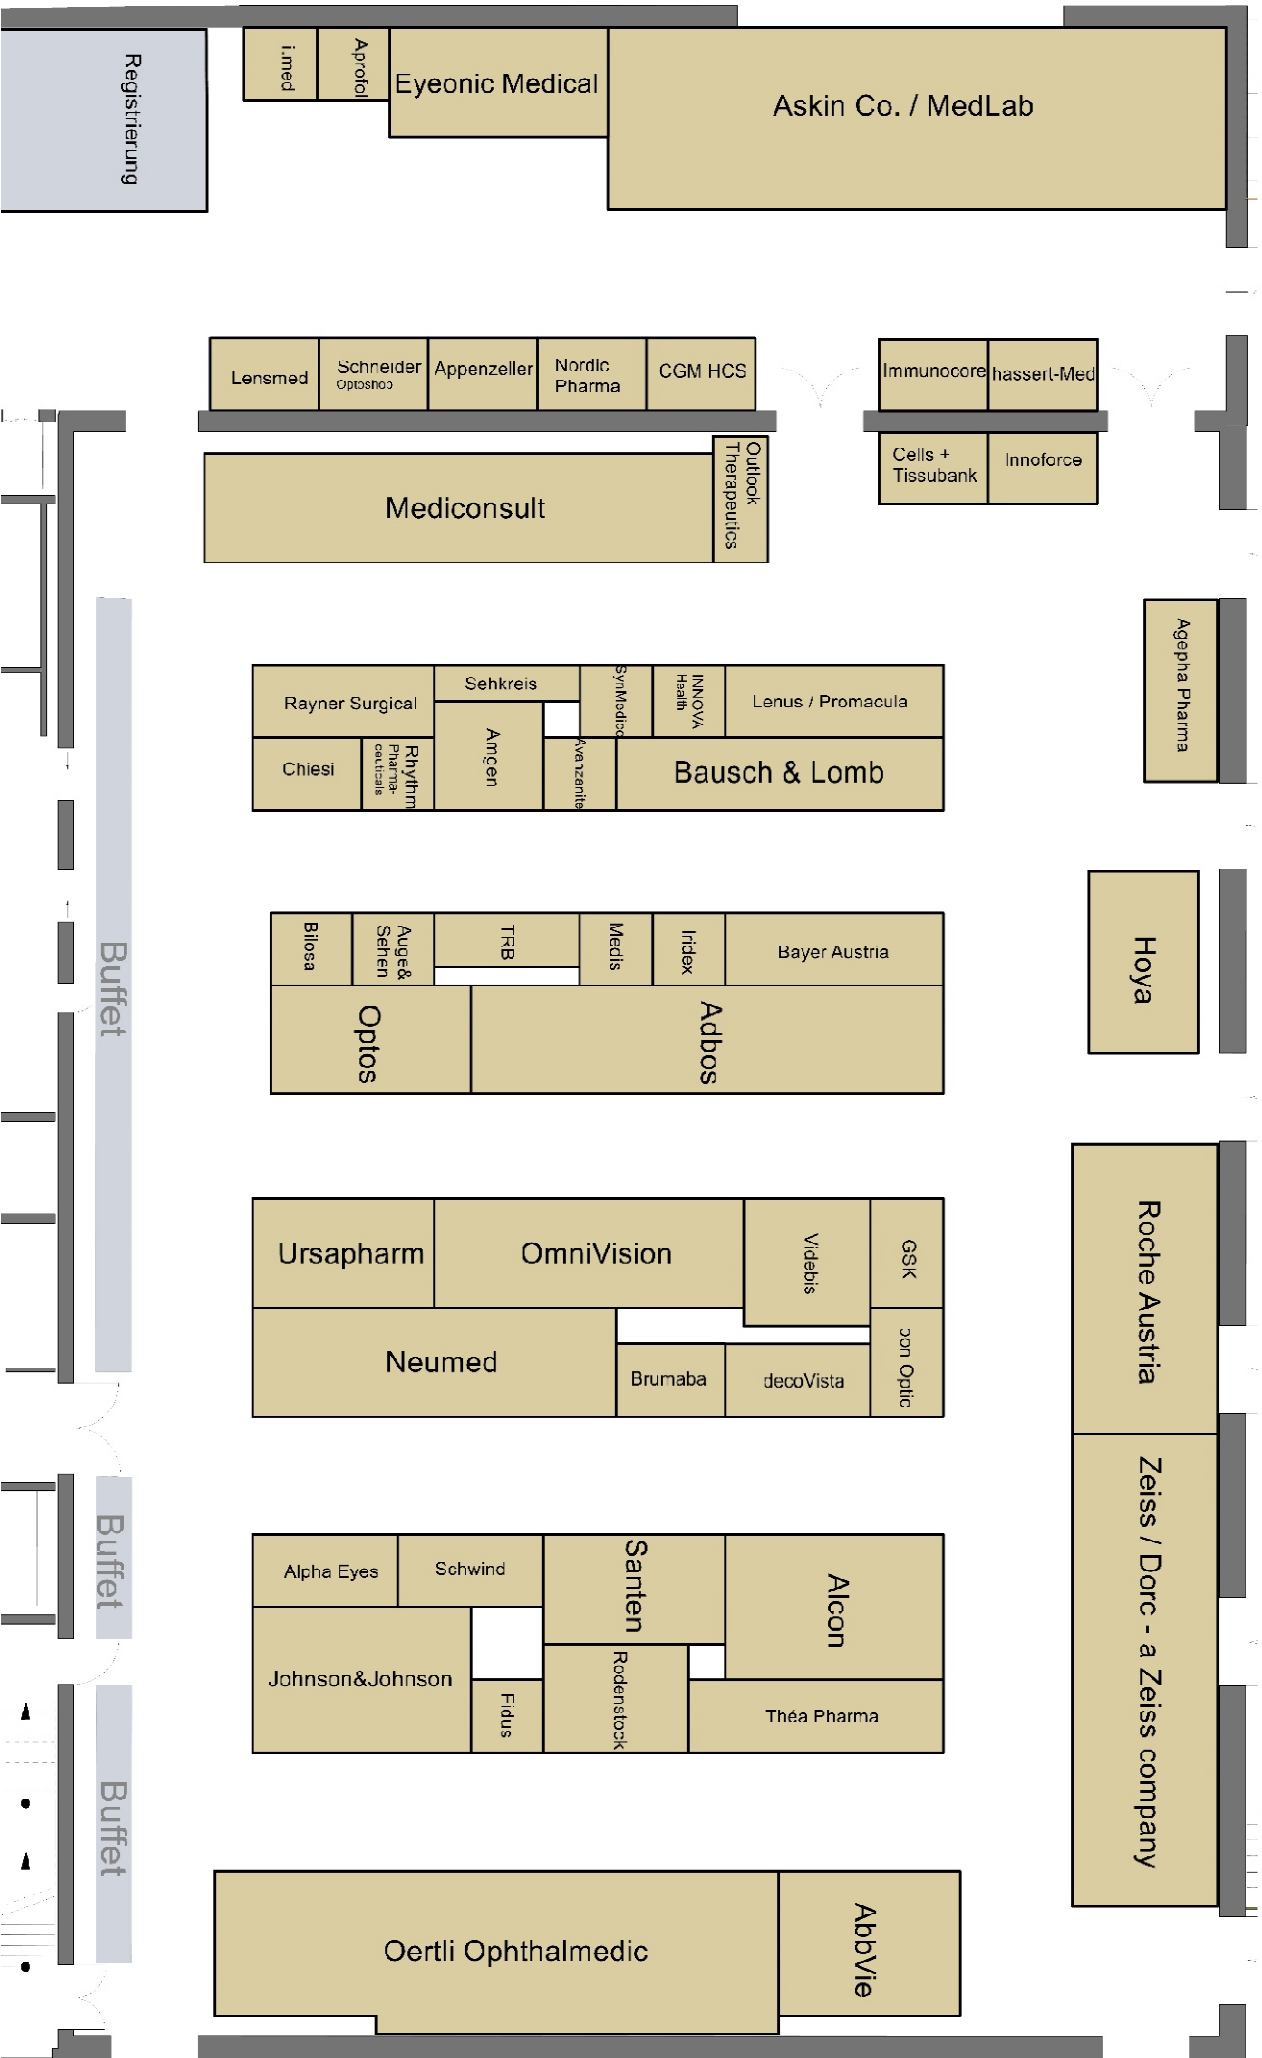 Registrierung
i.med
Aprofol
Eyeonic Medical
Askin Co. / MedLab
Lensmed
Schneider
Optoshop
Appenzeller
Nordic
Pharma
CGM HCS
Immunocore
hassert-Med
Mediconsult
Outlook
Therapeutics
Cells +
Tissubank
Innoforce
Agepha Pharma
Rayner Surgical
Sehkreis
SynMedico
INNOVA
Health
Lenus / Promacula
Chiesi
Rhythm
Pharma-
ceuticals
Amgen
Avanzanite
Bausch & Lomb
Buffet
Bilosa
Auge&
Sehen
TRB
Medis
Iridex
Bayer Austria
Hoya
Optos
Adbos
Ursapharm
OmniVision
Videbis
GSK
Roche Austria
Neumed
Brumaba
decoVista
Optic
Buffet
Alpha Eyes
Schwind
Santen
Alcon
Zeiss / Dorc - a Zeiss company
Johnson&Johnson
Fidus
Rodenstock
Théa Pharma
Buffet
Oertli Ophthalmedic
AbbVie